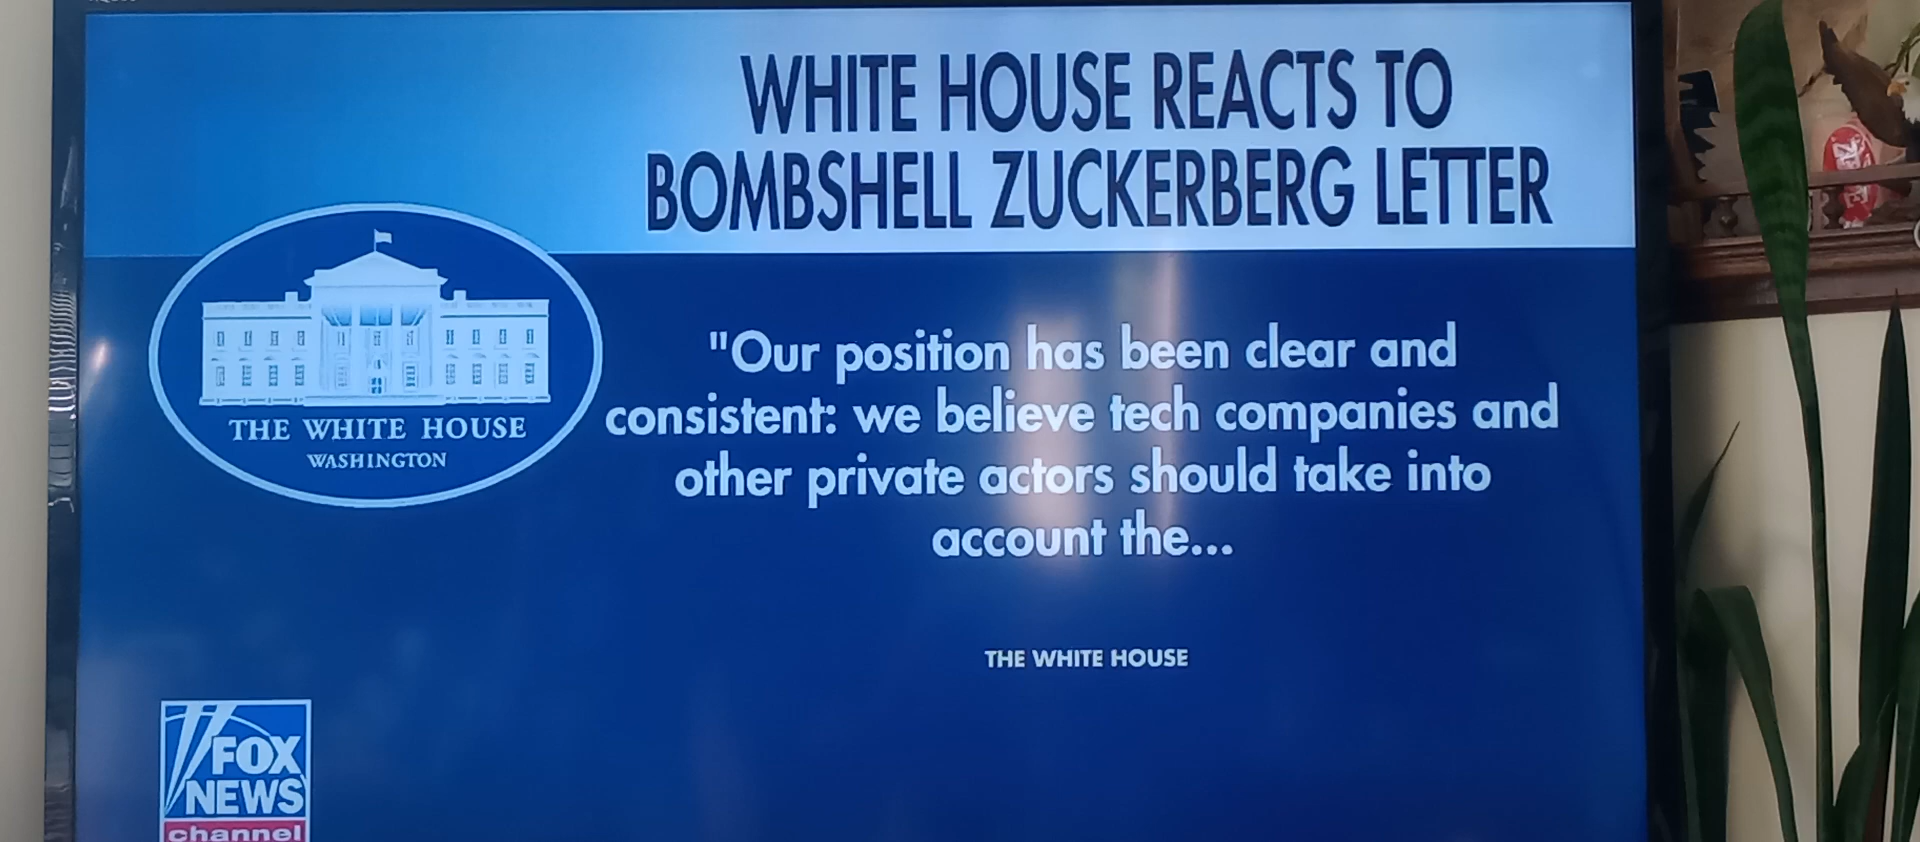 WHITE HOUSE REACTS TO
BOMBSHELL ZUCKERBERG LETTER
THE WHITE HOUSE
WASHINGTON
"Our position has been clear and
consistent: we believe tech companies and
other private actors should take into
account the...
THE WHITE HOUSE
FOX
NEWS
channel